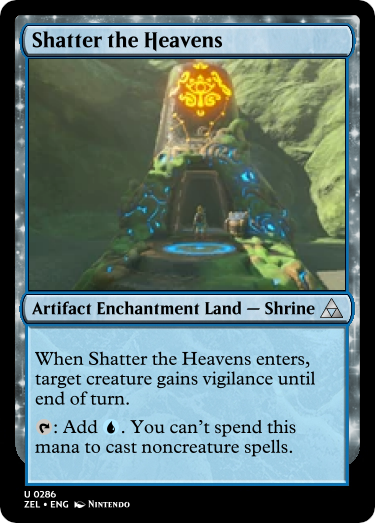 Shatter the Heavens
Artifact Enchantment Land — Shrine
When Shatter the Heavens enters,
target creature gains vigilance until
end of turn.
: Add . You can't spend this
mana to cast noncreature spells.
U 0286
ZEL • ENG Nintendo